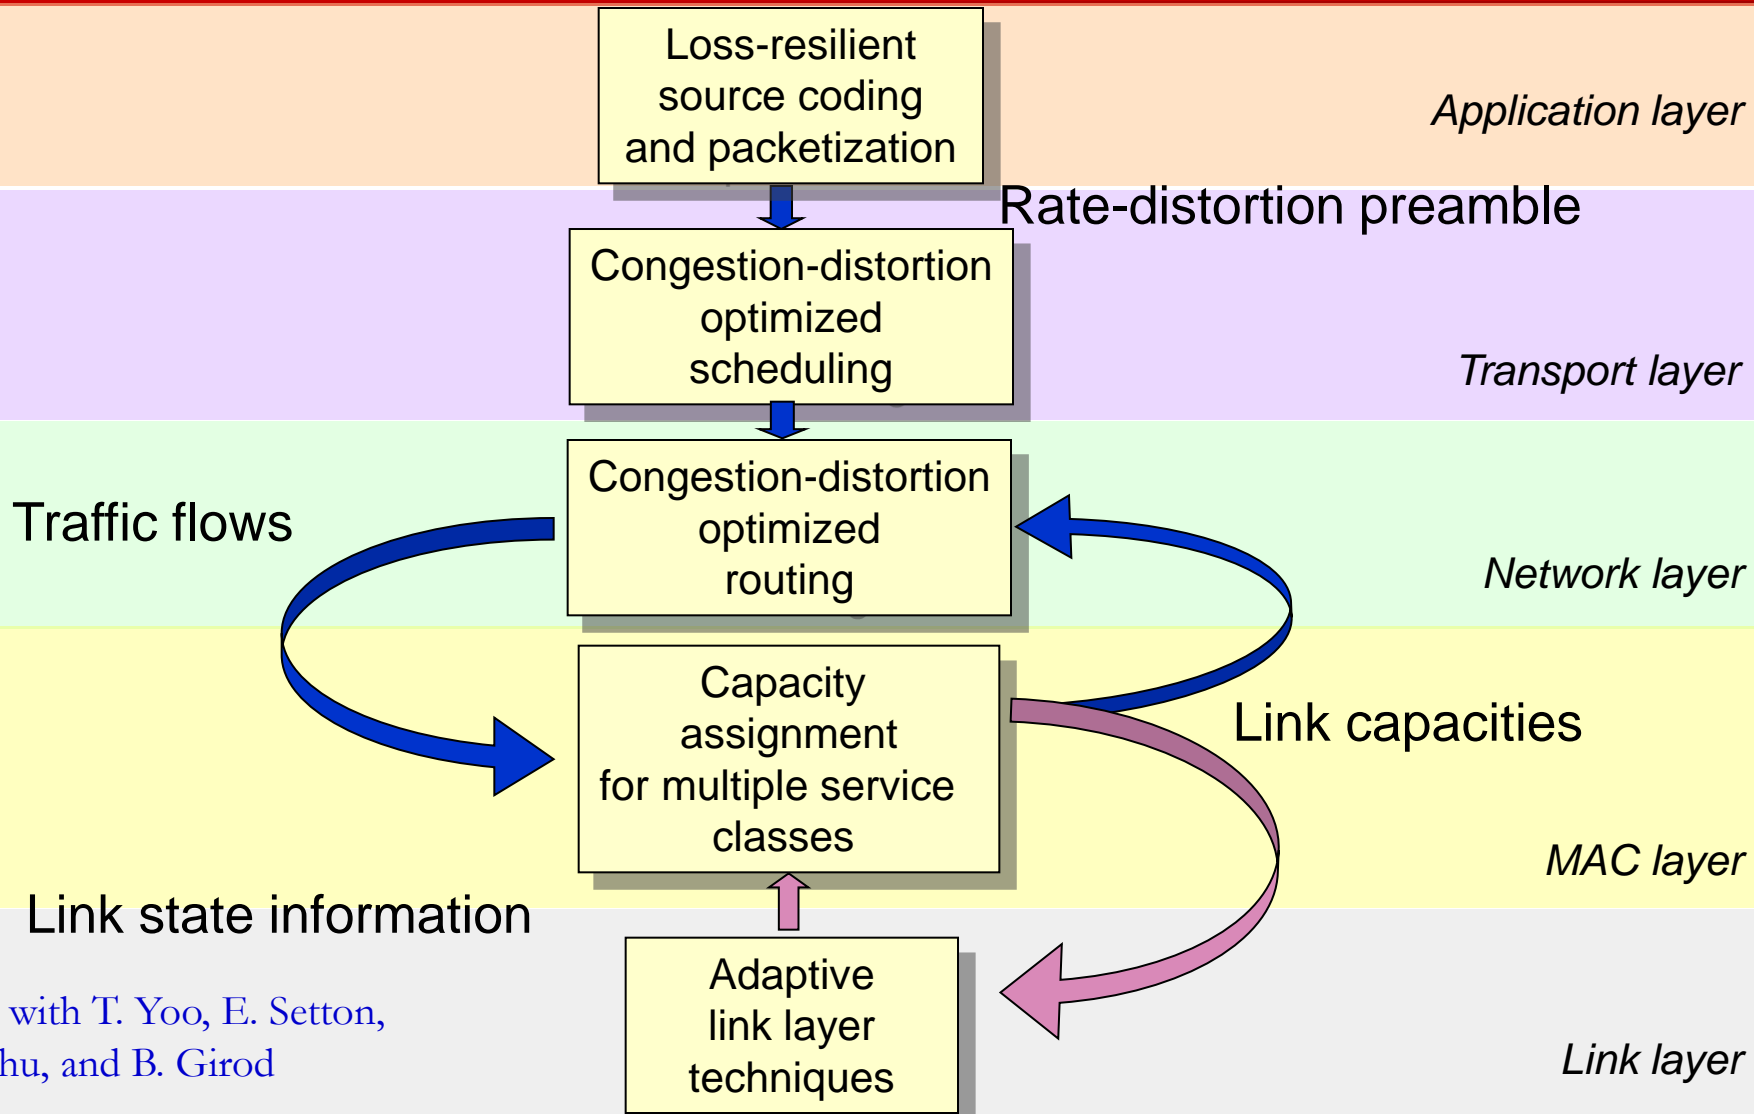 Loss-resilient
source coding
and packetization
Application layer
Rate-distortion preamble
Congestion-distortion
optimized
scheduling
Transport layer
Congestion-distortion
optimized
routing
Traffic flows
Network layer
Capacity
assignment
for multiple service
classes
Link capacities
MAC layer
Link state information
Adaptive
link layer
techniques
with T. Yoo, E. Setton,
and B. Girod
Link layer